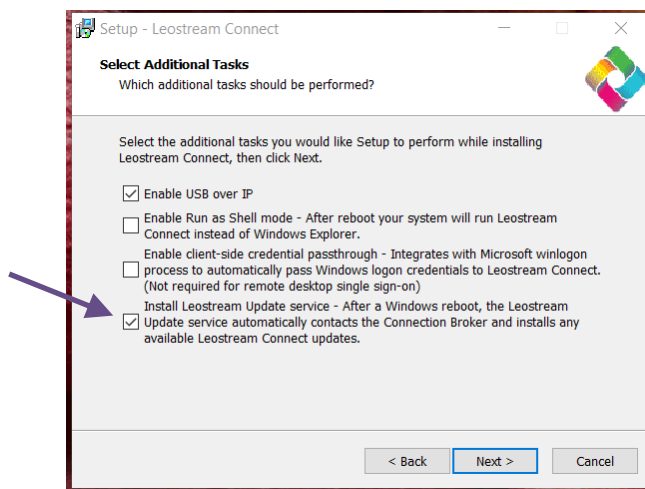 Setup - Leostream Connect
Select Additional Tasks
Which additional tasks should be performed?
Select the additional tasks you would like Setup to perform while installing
Leostream Connect, then click Next.
Enable USB over IP
Enable Run as Shell mode - After reboot your system will run Leostream
Connect instead of Windows Explorer.
Enable client-side credential passthrough - Integrates with Microsoft winlogon
process to automatically pass Windows logon credentials to Leostream Connect.
(Not required for remote desktop single sign-on)
Install Leostream Update service - After a Windows reboot, the Leostream
Update service automatically contacts the Connection Broker and installs any
available Leostream Connect updates.
< Back Next > Cancel